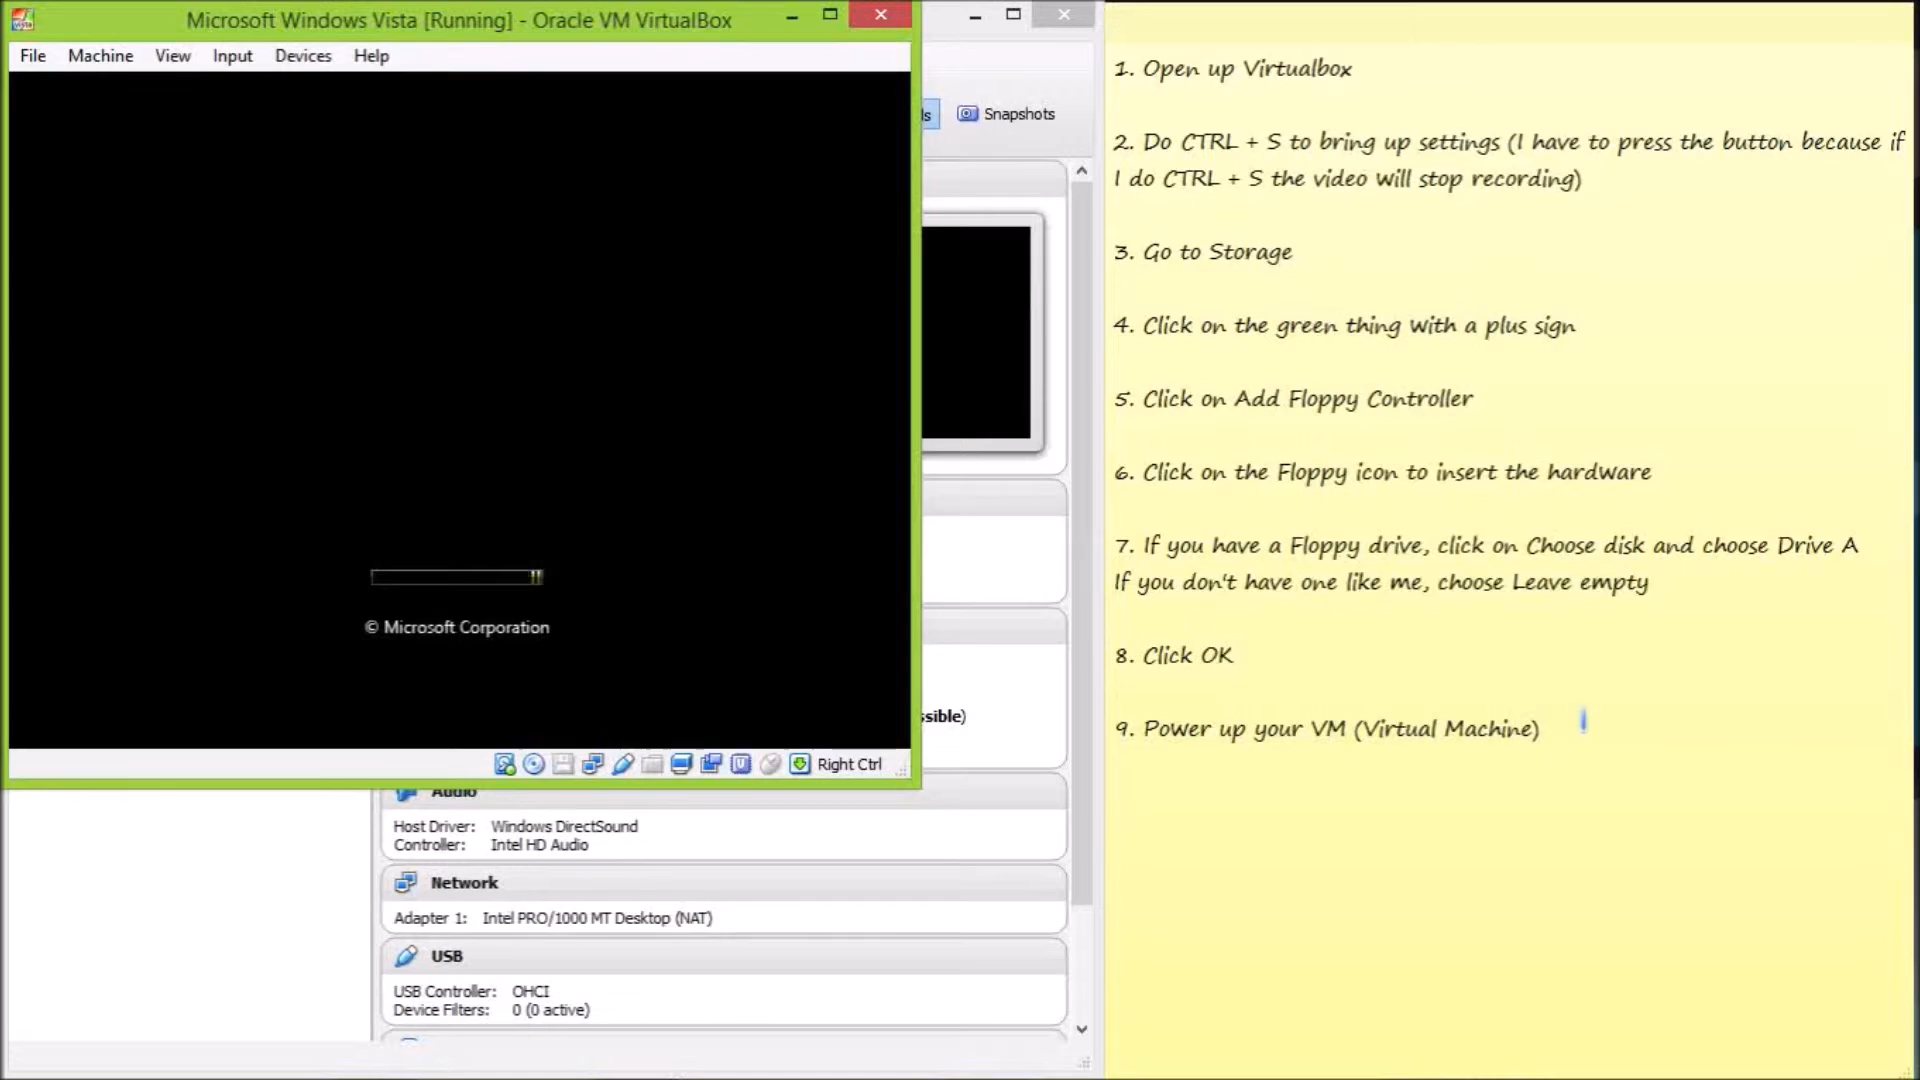 Microsoft Windows Vista [Running] - Oracle VM VirtualBox
File Machine View Input Devices Help
Snapshots
© Microsoft Corporation
Right Ctrl
Audio
Host Driver: Windows DirectSound
Controller: Intel HD Audio
Network
Adapter 1: Intel PRO/1000 MT Desktop (NAT)
USB
USB Controller: OHCI
Device Filters: 0 (0 active)
1. Open up Virtualbox
2. Do CTRL + S to bring up settings (I have to press the button because if
I do CTRL + S the video will stop recording)
3. Go to Storage
4. Click on the green thing with a plus sign
5. Click on Add Floppy Controller
6. Click on the Floppy icon to insert the hardware
7. If you have a Floppy drive, click on Choose disk and choose Drive A
If you don't have one like me, choose Leave empty
8. Click OK
9. Power up your VM (Virtual Machine)